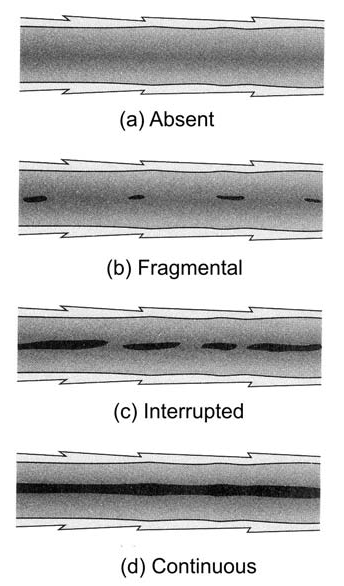 (a) Absent
(b) Fragmental
(c) Interrupted
(d) Continuous